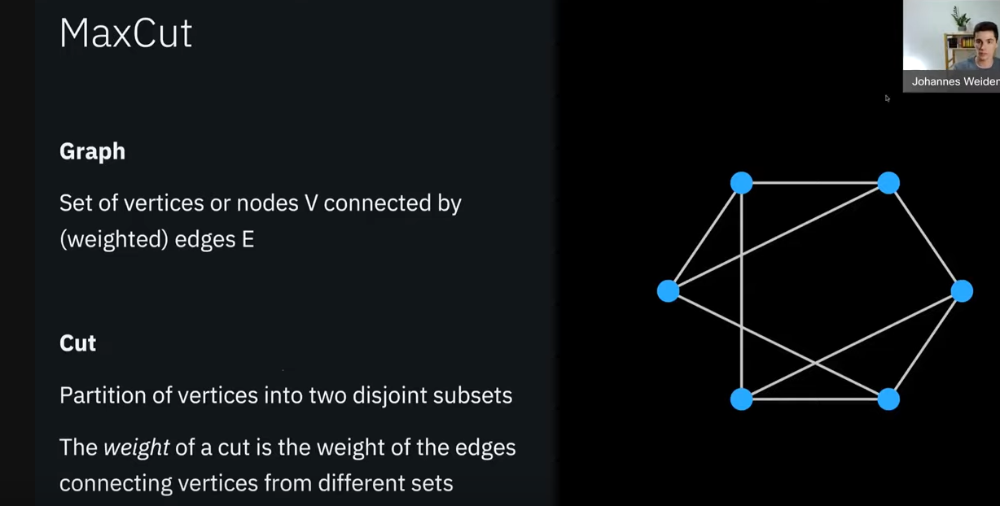 MaxCut
Johannes Weiden
Graph
Set of vertices or nodes V connected by
(weighted) edges E
Cut
Partition of vertices into two disjoint subsets
The weight of a cut is the weight of the edges
connecting vertices from different sets